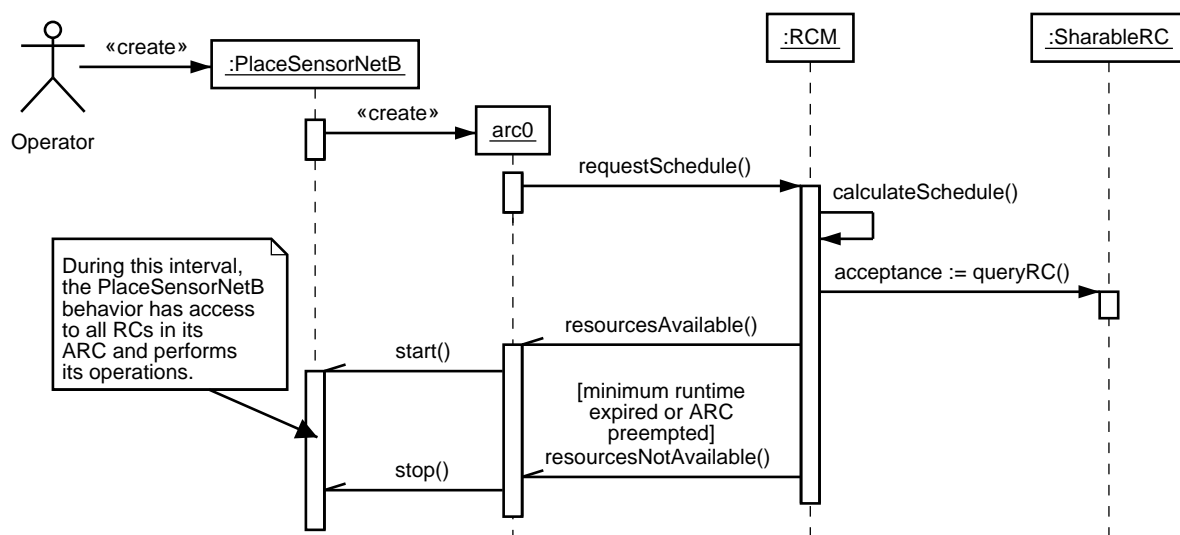 :RCM
:SharableRC
«create»
:PlaceSensorNetB
Operator
«create»
arc0
requestSchedule()
calculateSchedule()
During this interval,
the PlaceSensorNetB
behavior has access
to all RCs in its
ARC and performs
its operations.
acceptance := queryRC()
resourcesAvailable()
start()
[minimum runtime
expired or ARC
preempted]
resourcesNotAvailable()
stop()